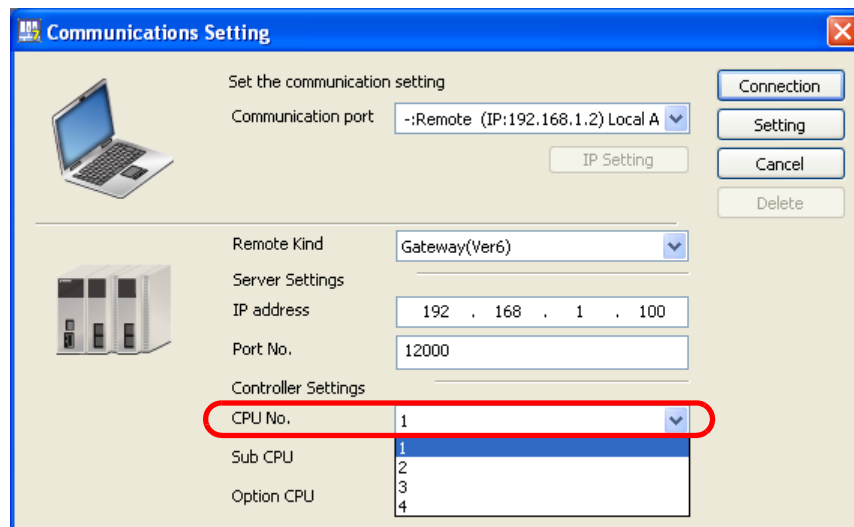 Communications Setting
Set the communication setting
Connection
Communication port -:Remote (IP:192.168.1.2) Local A
Setting
IP Setting
Cancel
Delete
Remote Kind Gateway(Ver6)
Server Settings
IP address 192 . 168 . 1 . 100
Port No. 12000
Controller Settings
CPU No. 1
1
Sub CPU
2
3
Option CPU
4